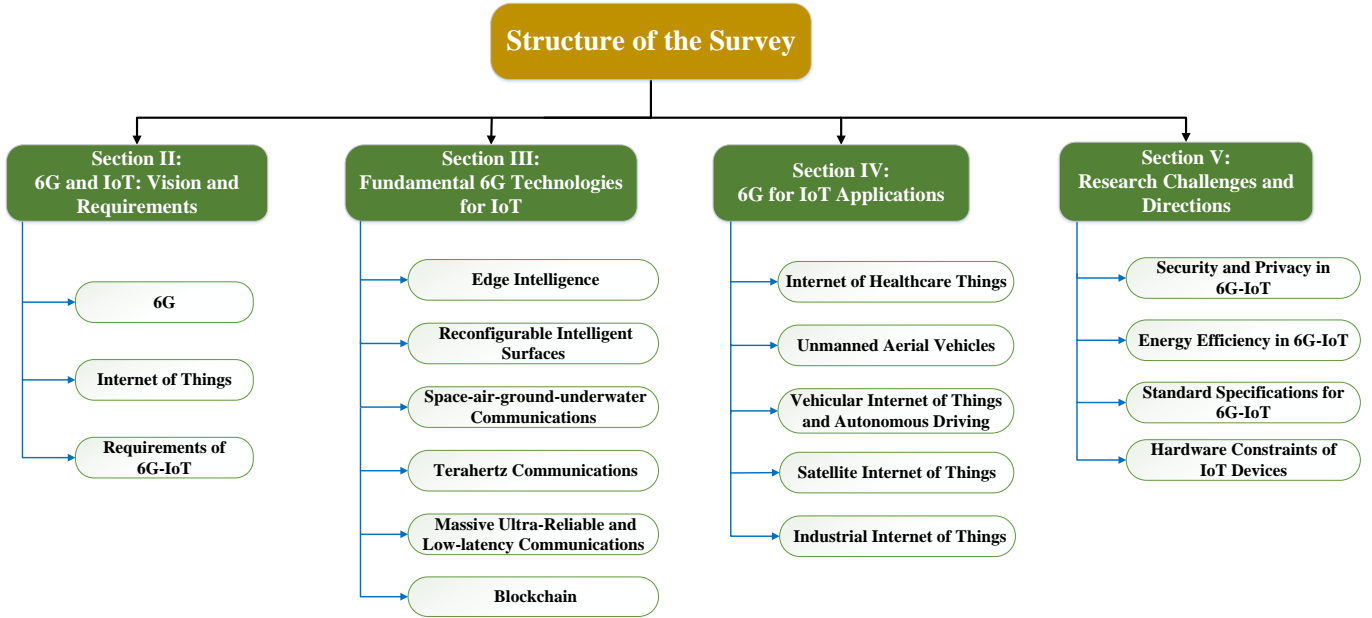 Structure of the Survey
Section II:
6G and IoT: Vision and
Requirements
6G
Internet of Things
Requirements of
6G-IoT
Section III:
Fundamental 6G Technologies
for IoT
Edge Intelligence
Reconfigurable Intelligent
Surfaces
Space-air-ground-underwater
Communications
Terahertz Communications
Massive Ultra-Reliable and
Low-latency Communications
Blockchain
Section IV:
6G for IoT Applications
Internet of Healthcare Things
Unmanned Aerial Vehicles
Vehicular Internet of Things
and Autonomous Driving
Satellite Internet of Things
Industrial Internet of Things
Section V:
Research Challenges and
Directions
Security and Privacy in
6G-IoT
Energy Efficiency in 6G-IoT
Standard Specifications for
6G-IoT
Hardware Constraints of
IoT Devices